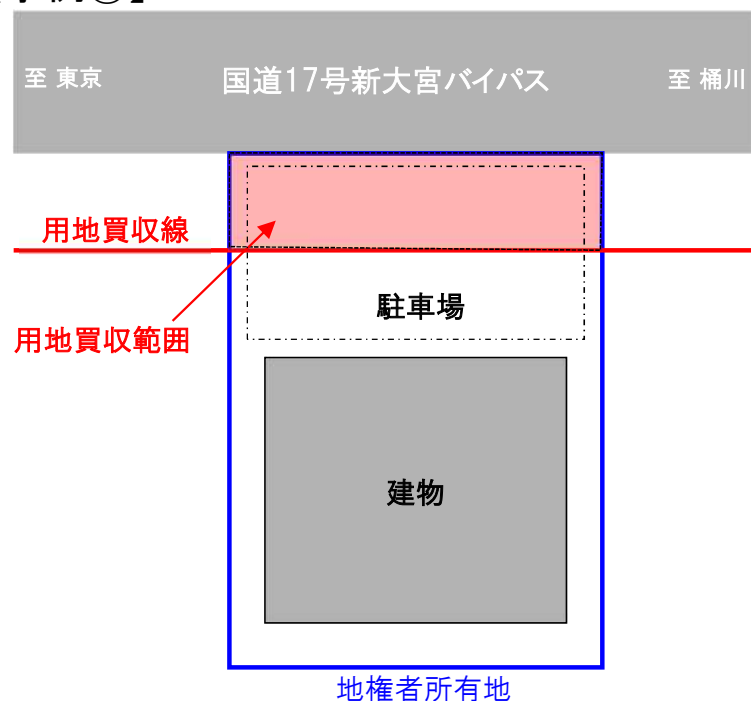 至 東京
国道17号新大宮バイパス
至 桶川
用地買収線
駐車場
用地買収範囲
建物
地権者所有地